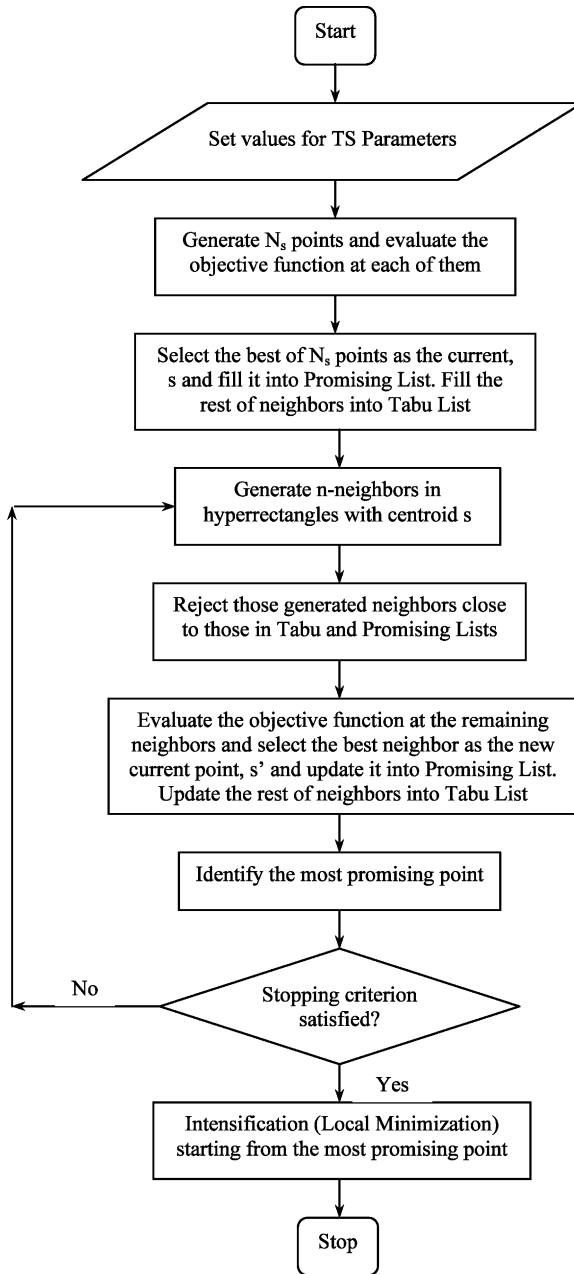 Start
Set values for TS Parameters
Generate Nₛ points and evaluate the
objective function at each of them
Select the best of Nₛ points as the current,
s and fill it into Promising List. Fill the
rest of neighbors into Tabu List
Generate n-neighbors in
hyperrectangles with centroid s
Reject those generated neighbors close
to those in Tabu and Promising Lists
Evaluate the objective function at the remaining
neighbors and select the best neighbor as the new
current point, s’ and update it into Promising List.
Update the rest of neighbors into Tabu List
Identify the most promising point
No
Stopping criterion
satisfied?
Yes
Intensification (Local Minimization)
starting from the most promising point
Stop